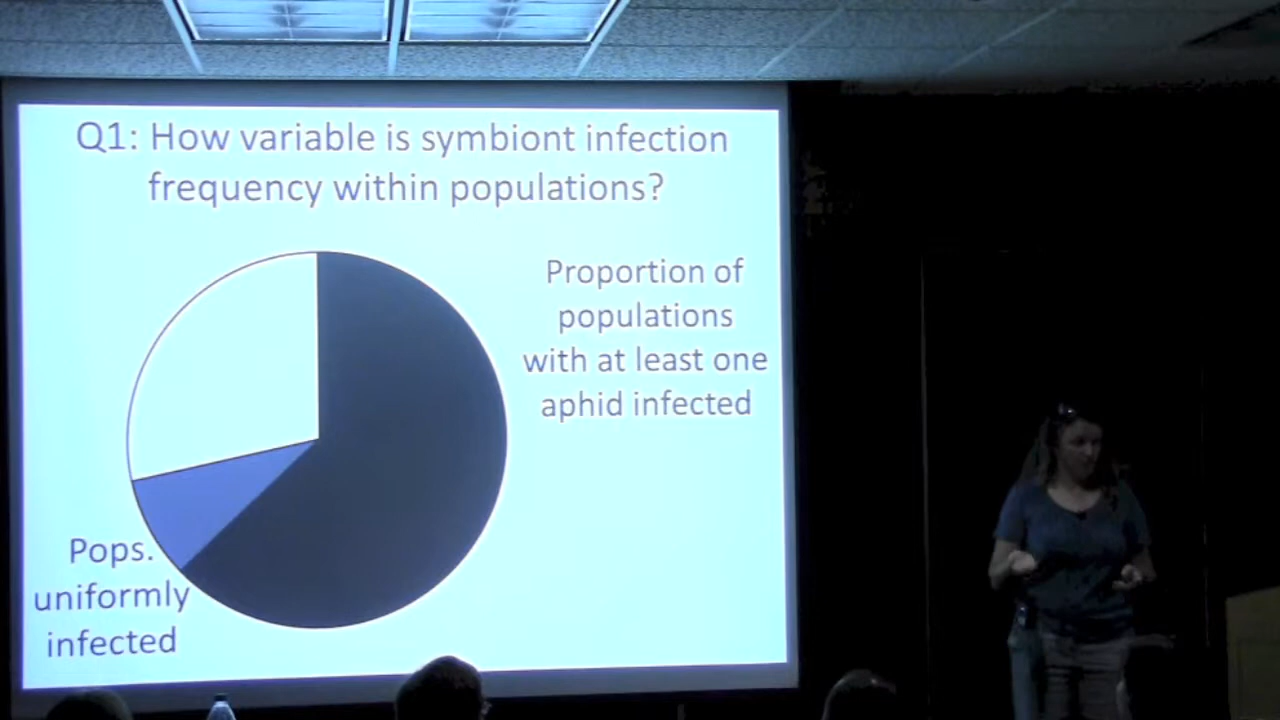 Q1: How variable is symbiont infection
frequency within populations?
Proportion of
populations
with at least one
aphid infected
Pops.
uniformly
infected